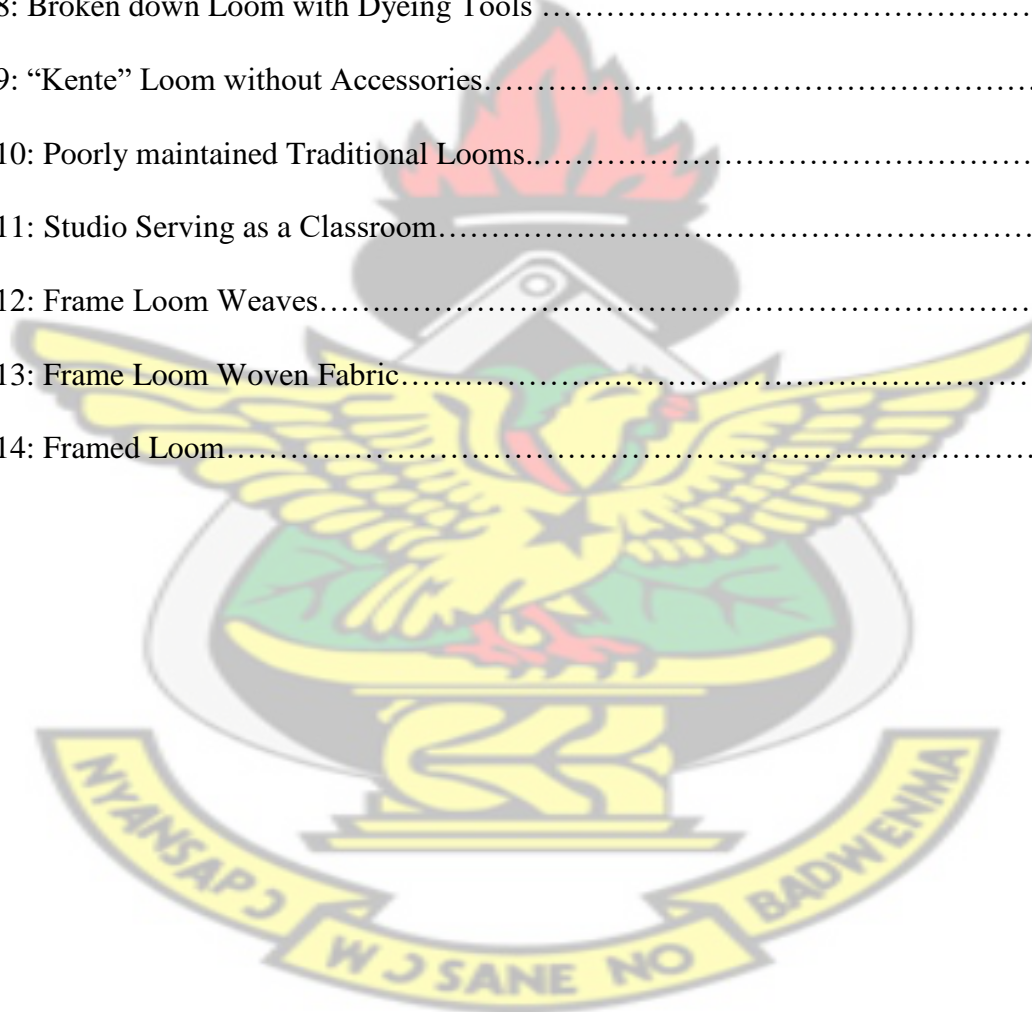 8: Broken down Loom with Dyeing Tools ……………………………………………
9: “Kente” Loom without Accessories…………………………………………………
10: Poorly maintained Traditional Looms..……………………………………………
11: Studio Serving as a Classroom………………………………………………………
12: Frame Loom Weaves…….……………………………………………………………
13: Frame Loom Woven Fabric……………………………………………………………
14: Framed Loom……………………………………………………………………………
NYANSAPƆ
WƆSANE NO
BADWENMA